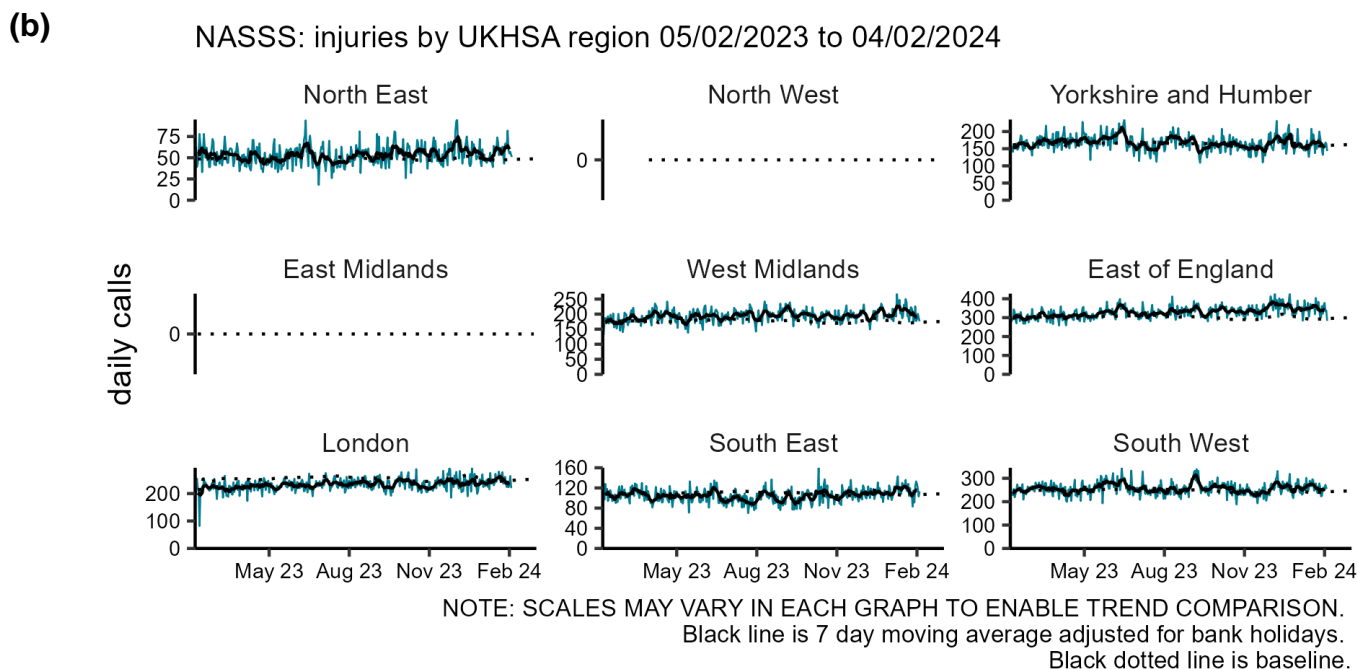 (b)
NASSS: injuries by UKHSA region 05/02/2023 to 04/02/2024
North East
75
50
25
0
North West
0
Yorkshire and Humber
200
150
100
50
0
daily calls
East Midlands
0
West Midlands
250
200
150
100
50
0
East of England
400
300
200
100
0
London
200
100
0
May 23 Aug 23 Nov 23 Feb 24
South East
160
120
80
40
0
May 23 Aug 23 Nov 23 Feb 24
South West
300
200
100
0
May 23 Aug 23 Nov 23 Feb 24
NOTE: SCALES MAY VARY IN EACH GRAPH TO ENABLE TREND COMPARISON.
Black line is 7 day moving average adjusted for bank holidays.
Black dotted line is baseline.